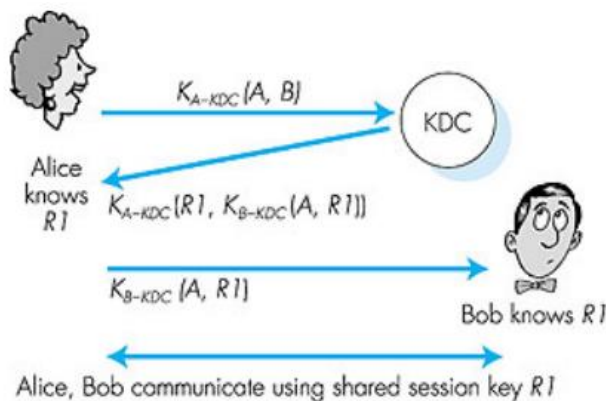 K_A-KDC(A, B)
KDC
Alice
knows
R1
K_A-KDC(R1, K_B-KDC(A, R1))
K_B-KDC (A, R1)
Bob knows R1
Alice, Bob communicate using shared session key R1